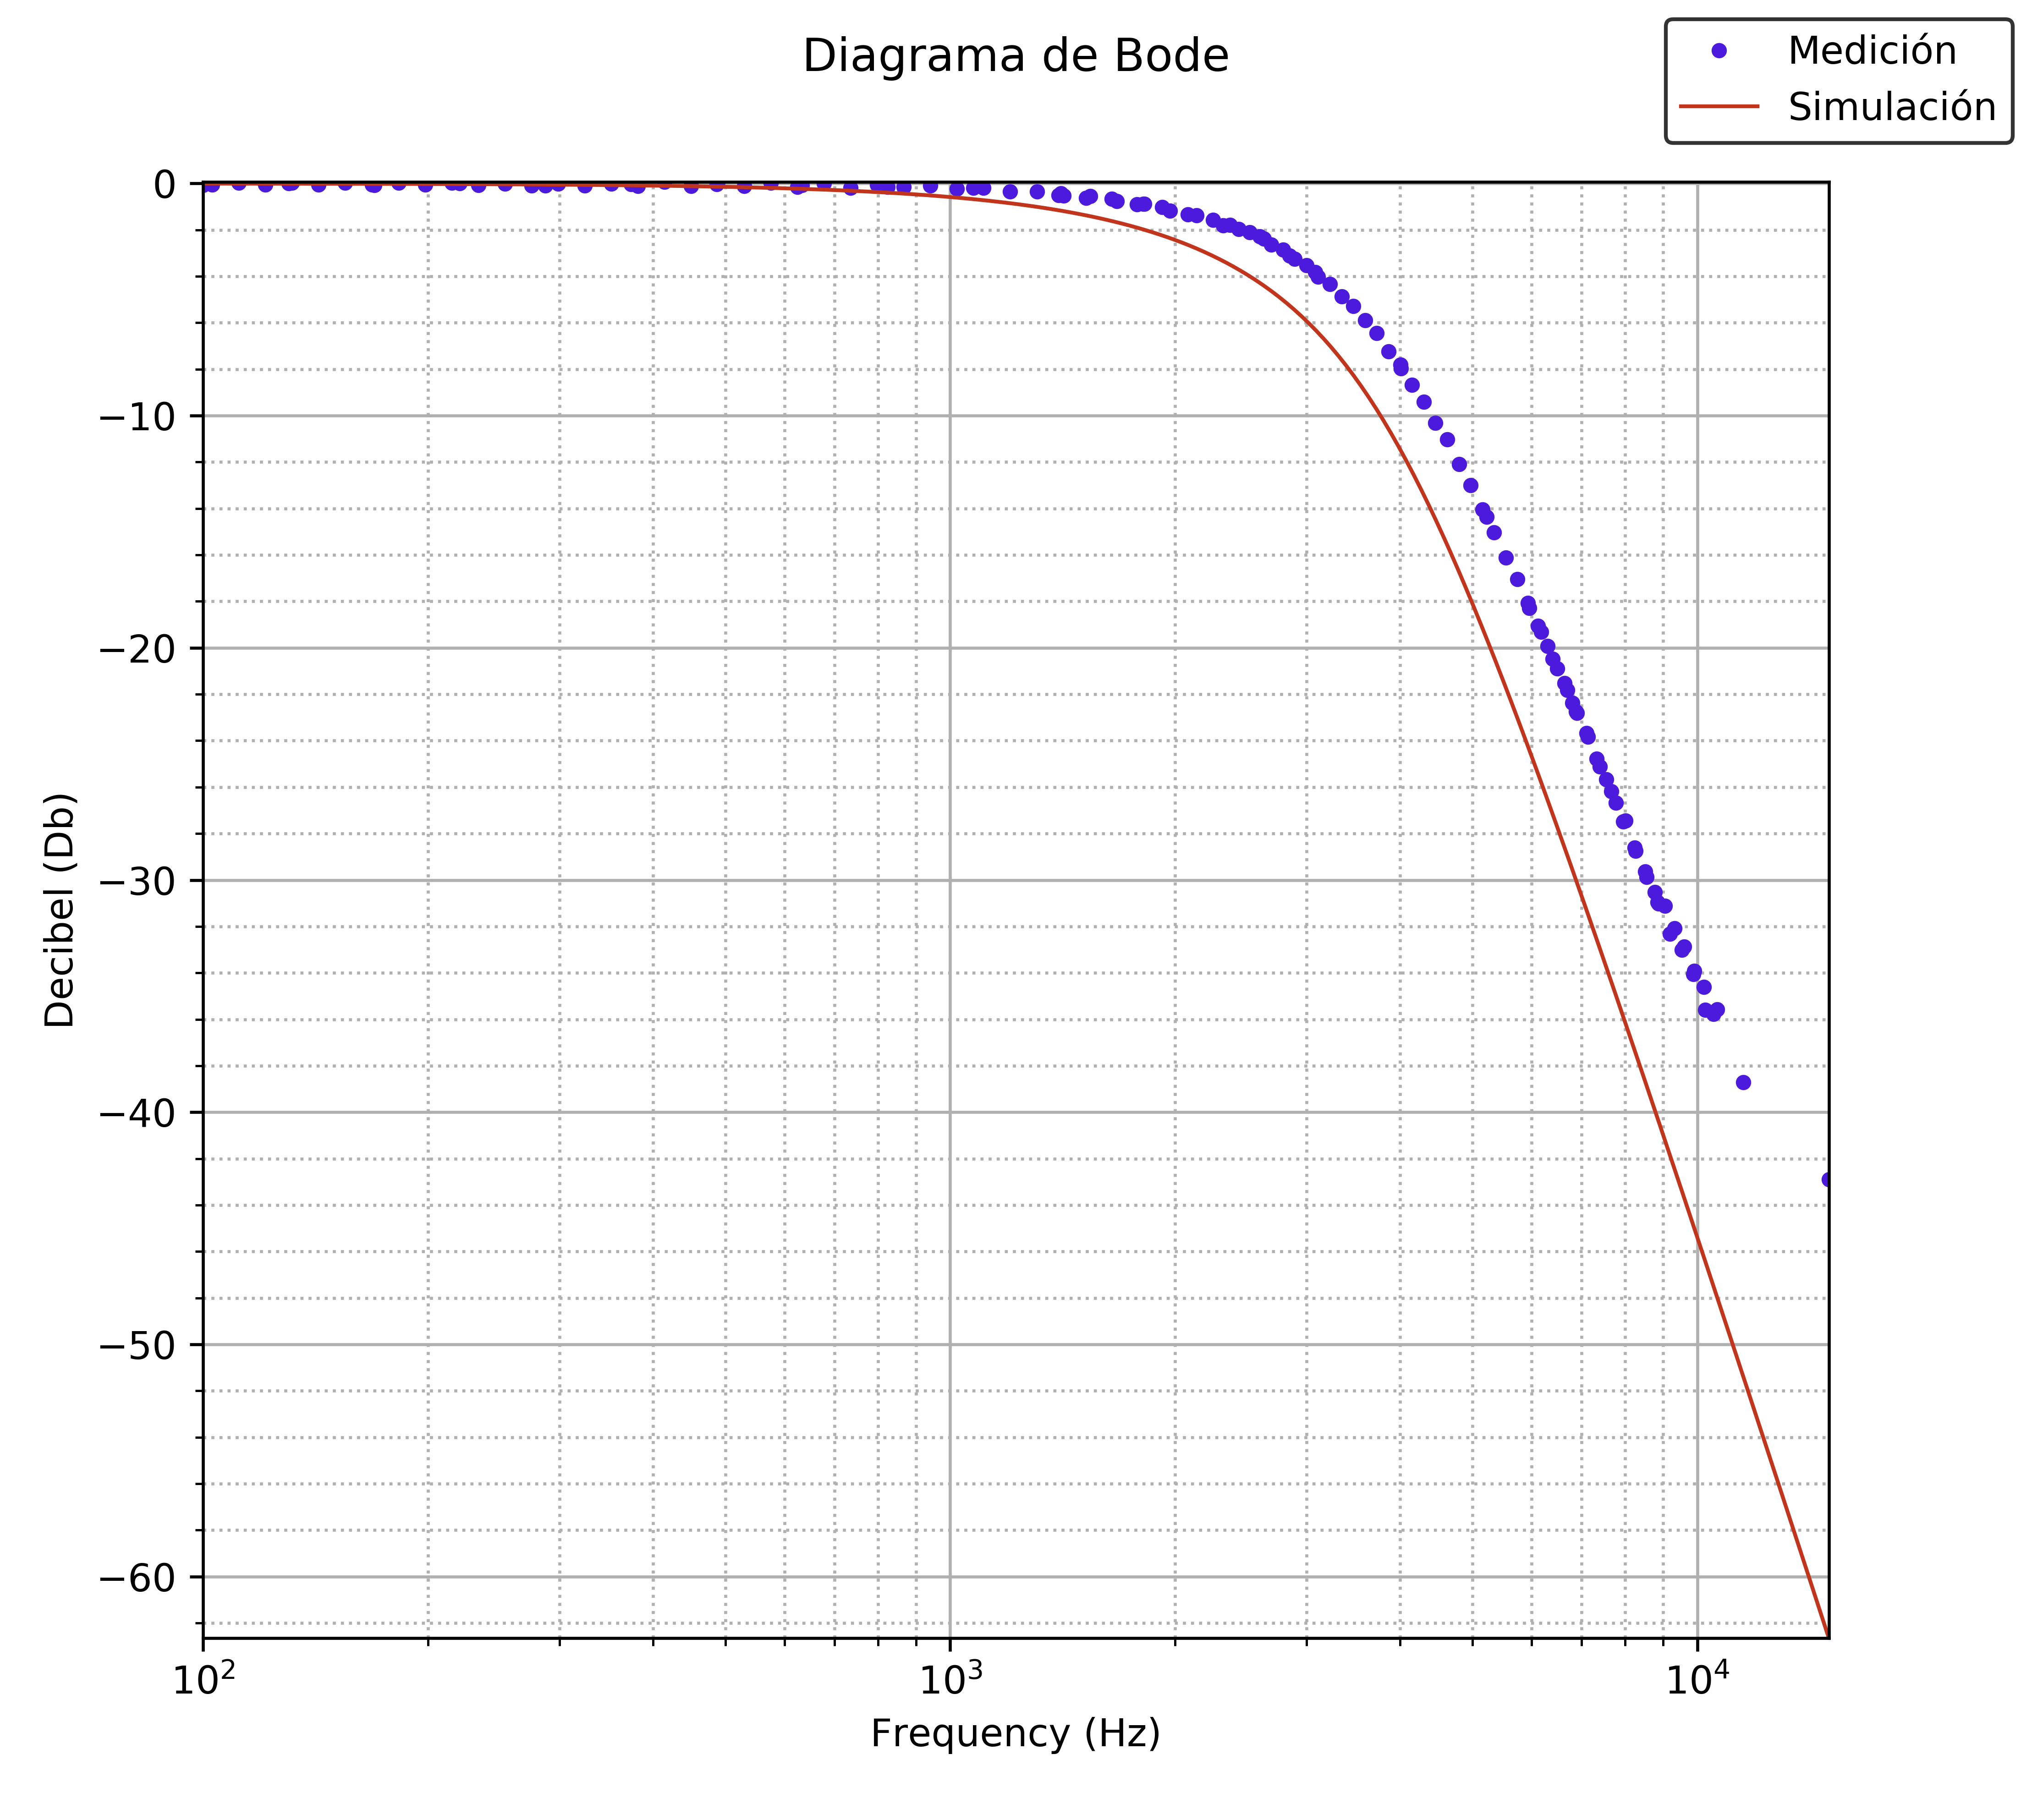 Diagrama de Bode
Medición
Simulación
0
−10
−20
−30
−40
−50
−60
Decibel (Db)
10²
10³
10⁴
Frequency (Hz)